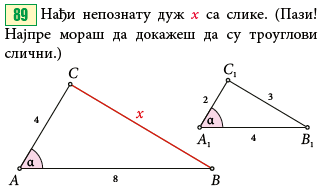 89 Нађи непознату дуж x са слике. (Пази!
Најпре мораш да докажеш да су троуглови
слични.)
C
C₁
4
x
2
3
α
α
A₁
4
B₁
A
8
B